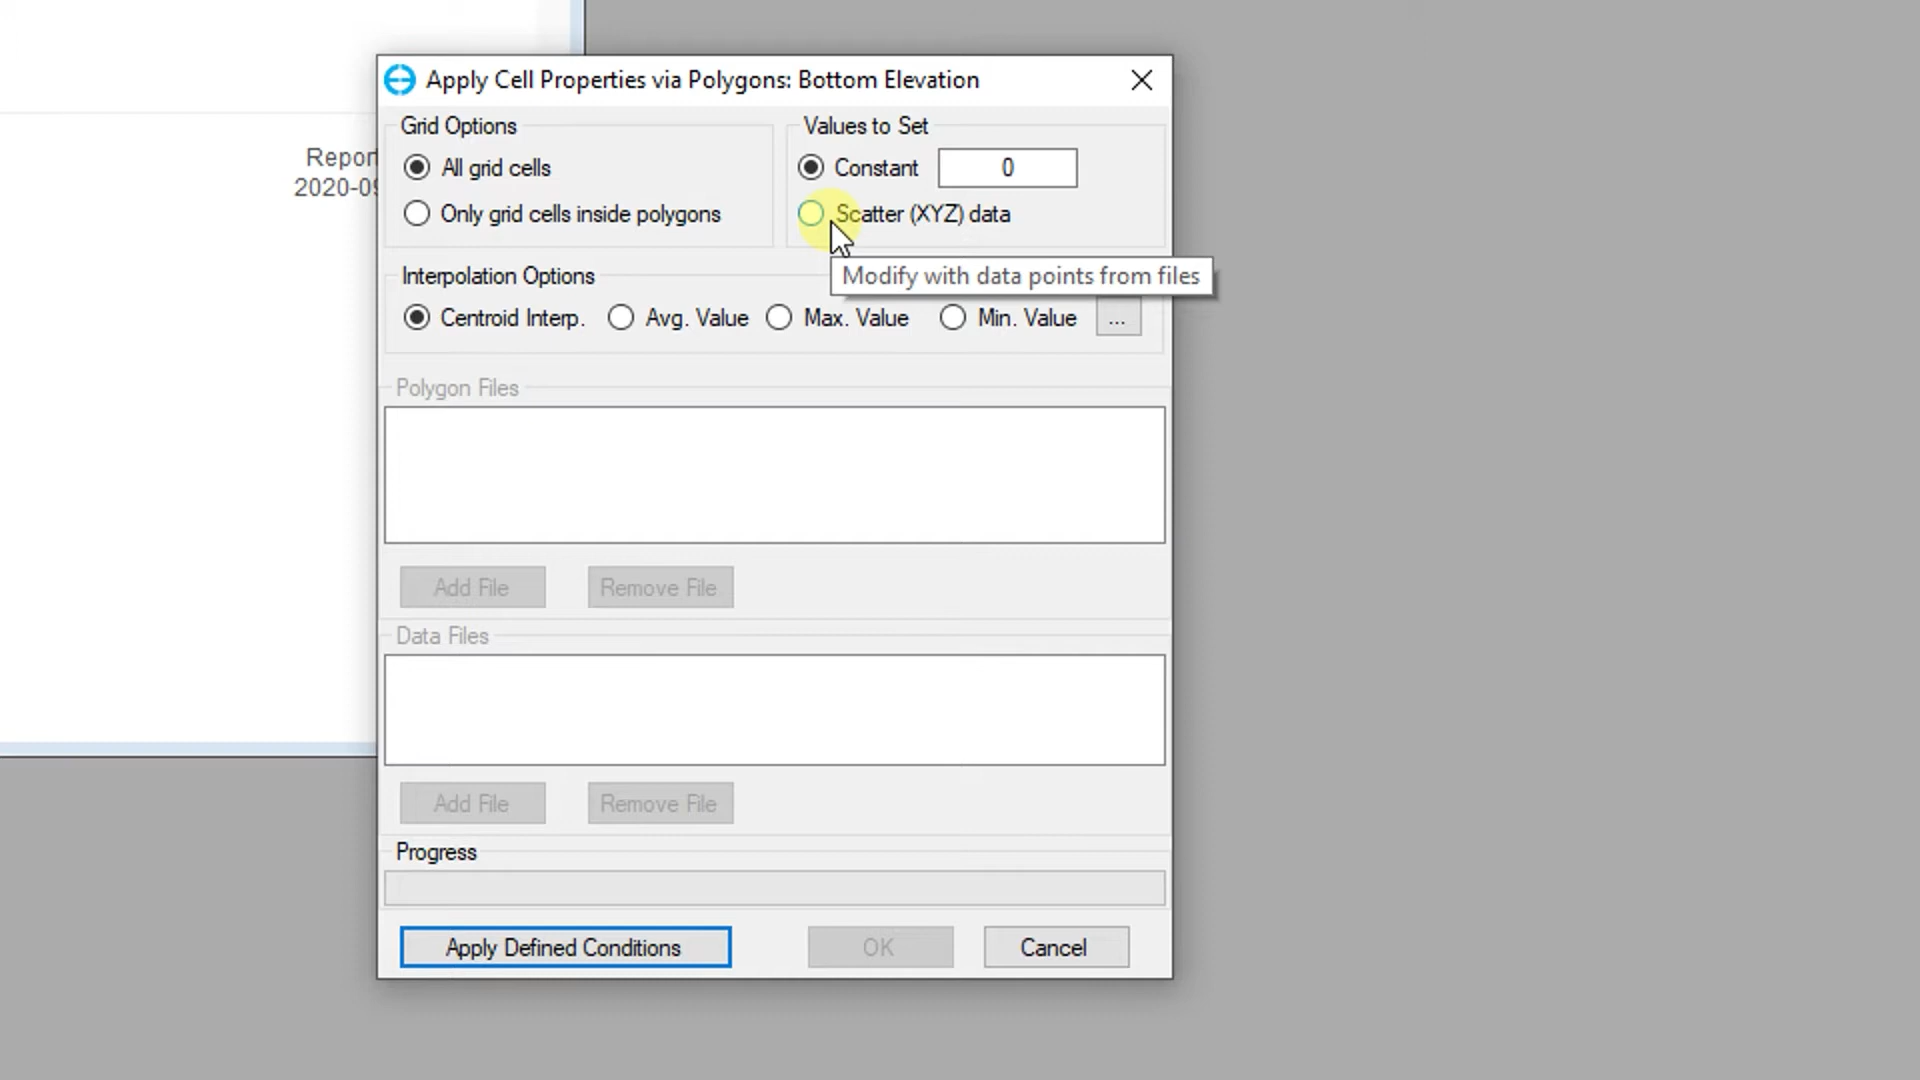 Apply Cell Properties via Polygons: Bottom Elevation
Report
2020-09
Grid Options
All grid cells
Only grid cells inside polygons
Values to Set
Constant 0
Scatter (XYZ) data
Modify with data points from files
Interpolation Options
Centroid Interp. Avg. Value Max. Value Min. Value ...
Polygon Files
Add File Remove File
Data Files
Add File Remove File
Progress
Apply Defined Conditions OK Cancel